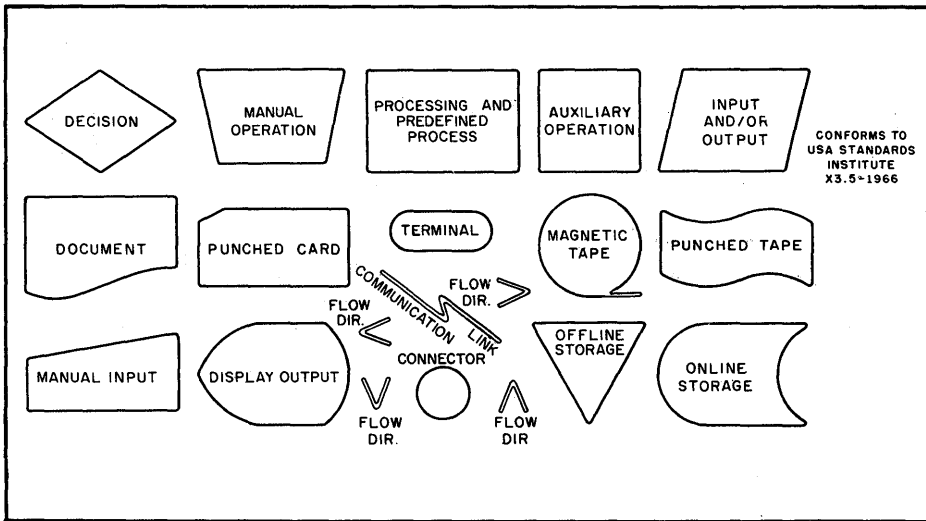 DECISION
MANUAL
OPERATION
PROCESSING AND
PREDEFINED
PROCESS
AUXILIARY
OPERATION
INPUT
AND/OR
OUTPUT
CONFORMS TO
USA STANDARDS
INSTITUTE
X3.5-1966
DOCUMENT
PUNCHED CARD
TERMINAL
MAGNETIC
TAPE
PUNCHED TAPE
COMMUNICATION LINK
FLOW
DIR.
FLOW
DIR.
MANUAL INPUT
DISPLAY OUTPUT
CONNECTOR
OFFLINE
STORAGE
ONLINE
STORAGE
FLOW
DIR.
FLOW
DIR